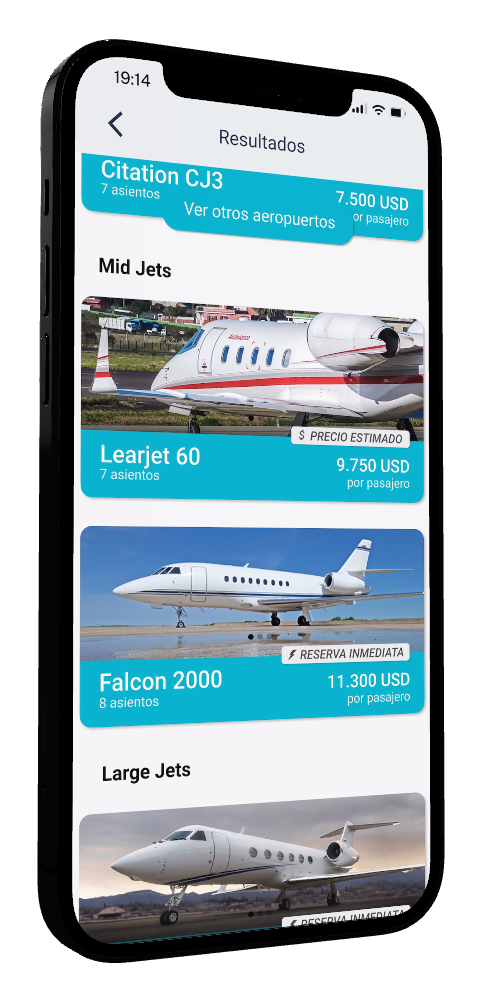 19:14
Resultados
Citation CJ3
7 asientos
7.500 USD
or pasajero
Ver otros aeropuertos
Mid Jets
$ PRECIO ESTIMADO
Learjet 60
7 asientos
9.750 USD
por pasajero
RESERVA INMEDIATA
Falcon 2000
8 asientos
11.300 USD
por pasajero
Large Jets
RESERVA INMEDIATA